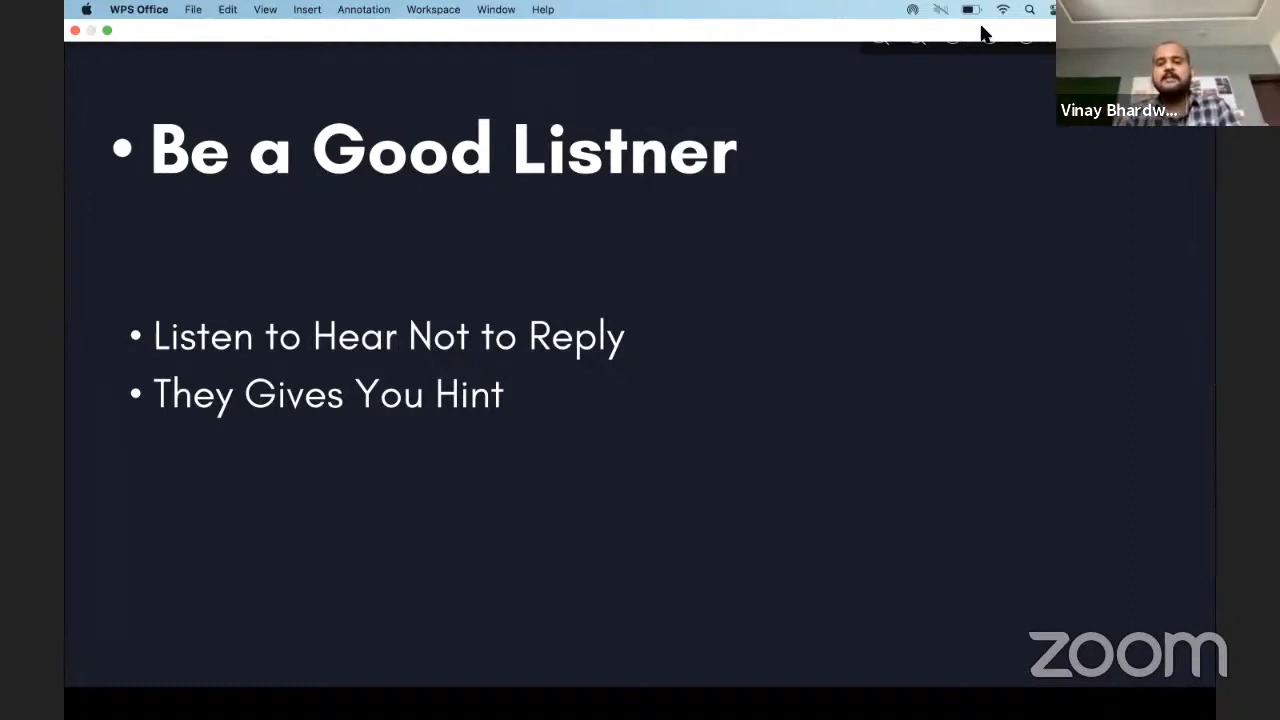 WPS Office File Edit View Insert Annotation Workspace Window Help
Vinay Bhardw...
• Be a Good Listner
• Listen to Hear Not to Reply
• They Gives You Hint
zoom